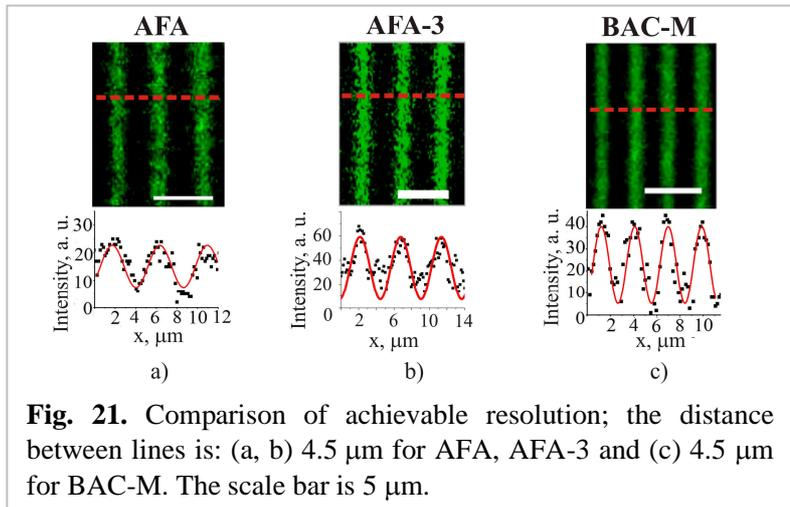 AFA AFA-3 BAC-M
Intensity, a. u.
30
20
10
0
2 4 6 8 10 12
x, μm
a)
Intensity, a. u.
60
40
20
0
2 6 10 14
x, μm
b)
Intensity, a. u.
40
30
20
10
0
2 4 6 8 10
x, μm
c)
Fig. 21. Comparison of achievable resolution; the distance
between lines is: (a, b) 4.5 μm for AFA, AFA-3 and (c) 4.5 μm
for BAC-M. The scale bar is 5 μm.